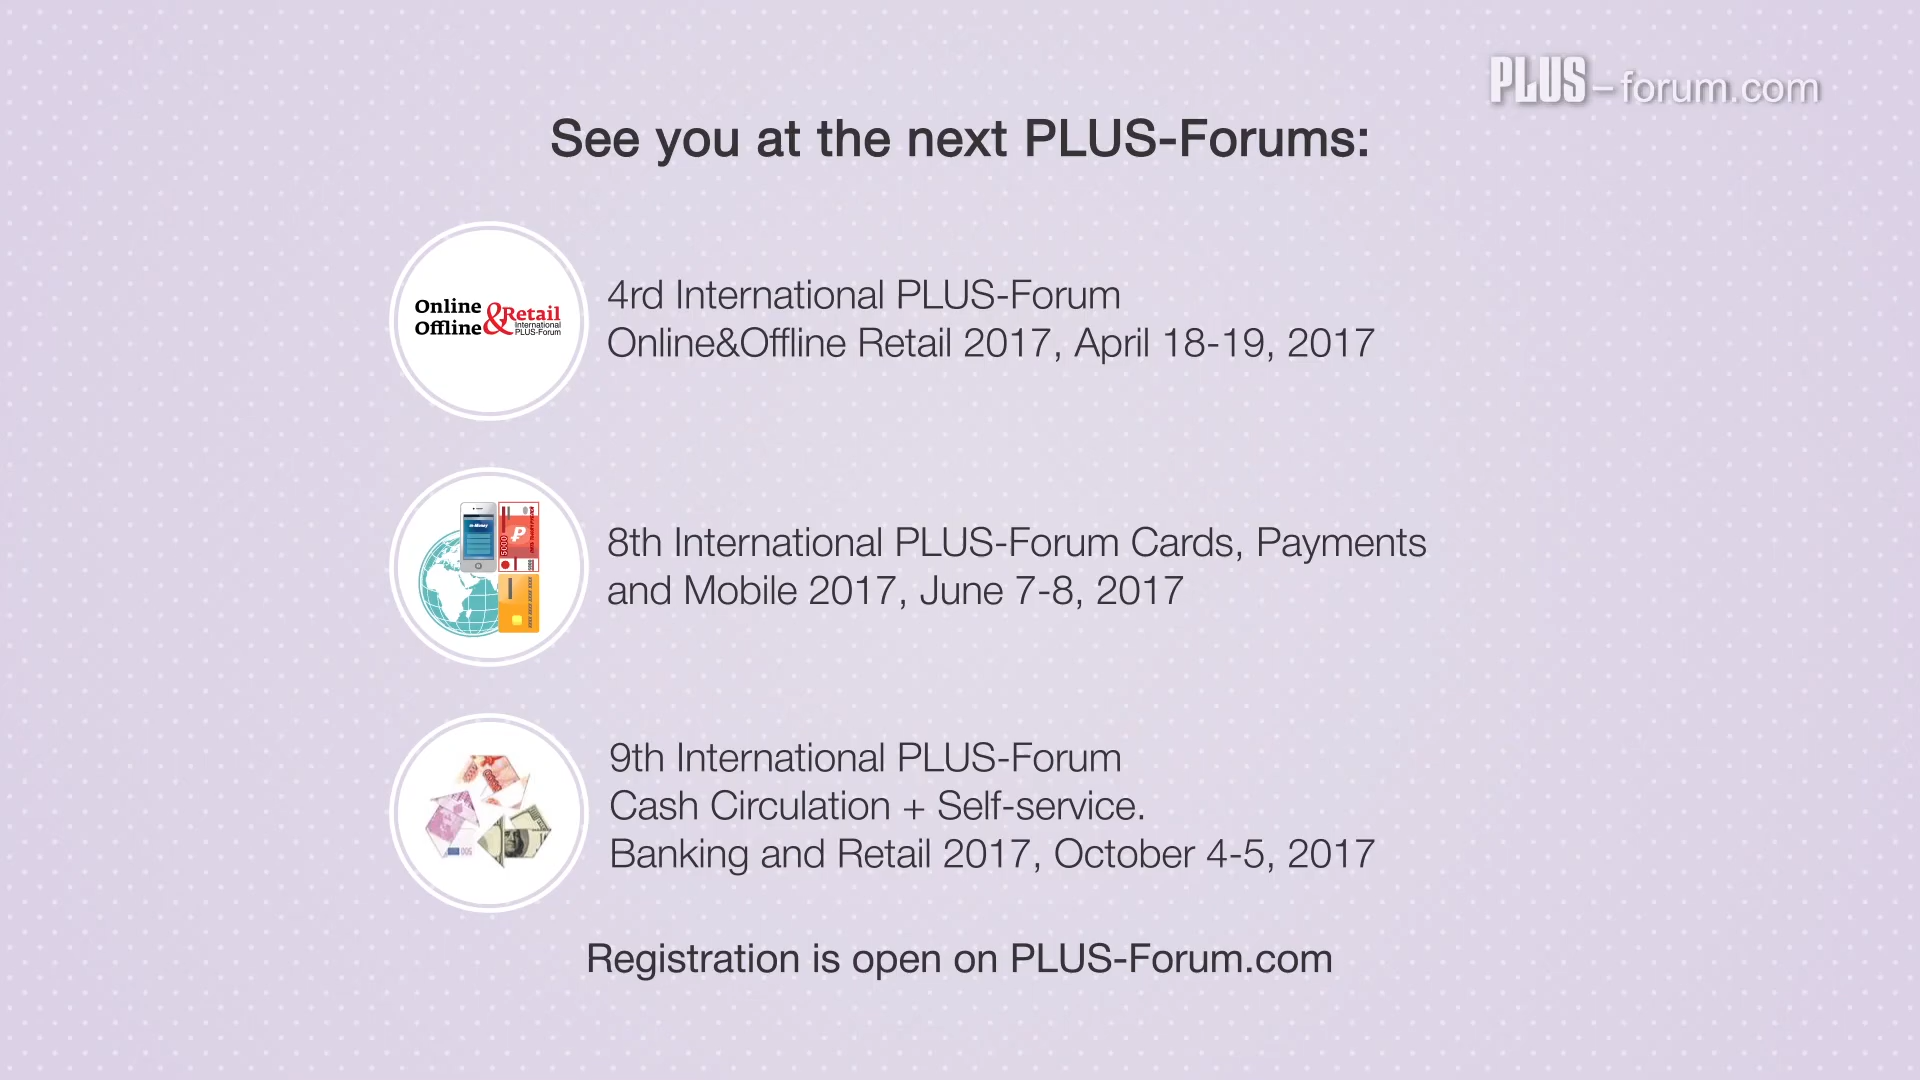 PLUS-forum.com
See you at the next PLUS-Forums:
Online
Offline
&Retail
International
PLUS-Forum
4rd International PLUS-Forum
Online&Offline Retail 2017, April 18-19, 2017
8th International PLUS-Forum Cards, Payments
and Mobile 2017, June 7-8, 2017
5000
9th International PLUS-Forum
Cash Circulation + Self-service.
Banking and Retail 2017, October 4-5, 2017
Registration is open on PLUS-Forum.com